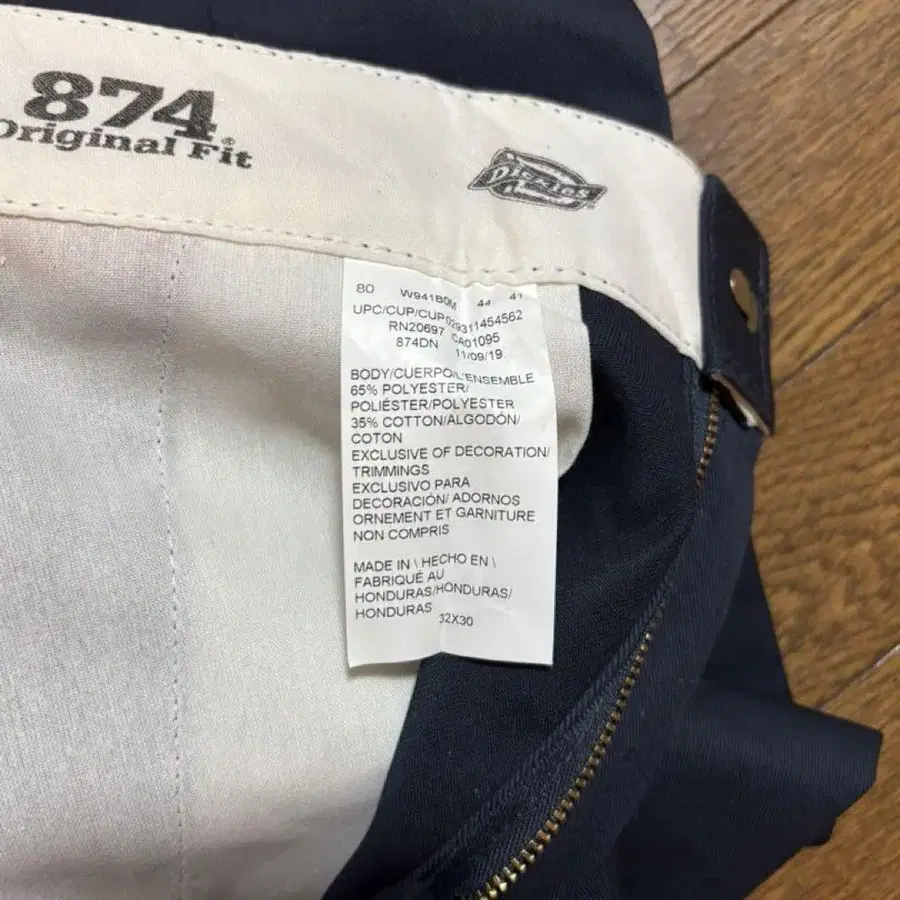 874
Original Fit®
Dickies
80 W941B0M 44 41
UPC/CUP/CUP 029311454562
RN20697 CA01095
874DN 11/09/19
BODY/CUERPO/L'ENSEMBLE
65% POLYESTER/
POLIÉSTER/POLYESTER
35% COTTON/ALGODÓN/
COTON
EXCLUSIVE OF DECORATION/
TRIMMINGS
EXCLUSIVO PARA
DECORACIÓN/ ADORNOS
ORNEMENT ET GARNITURE
NON COMPRIS
MADE IN \ HECHO EN \
FABRIQUÉ AU
HONDURAS/HONDURAS/
HONDURAS
32X30